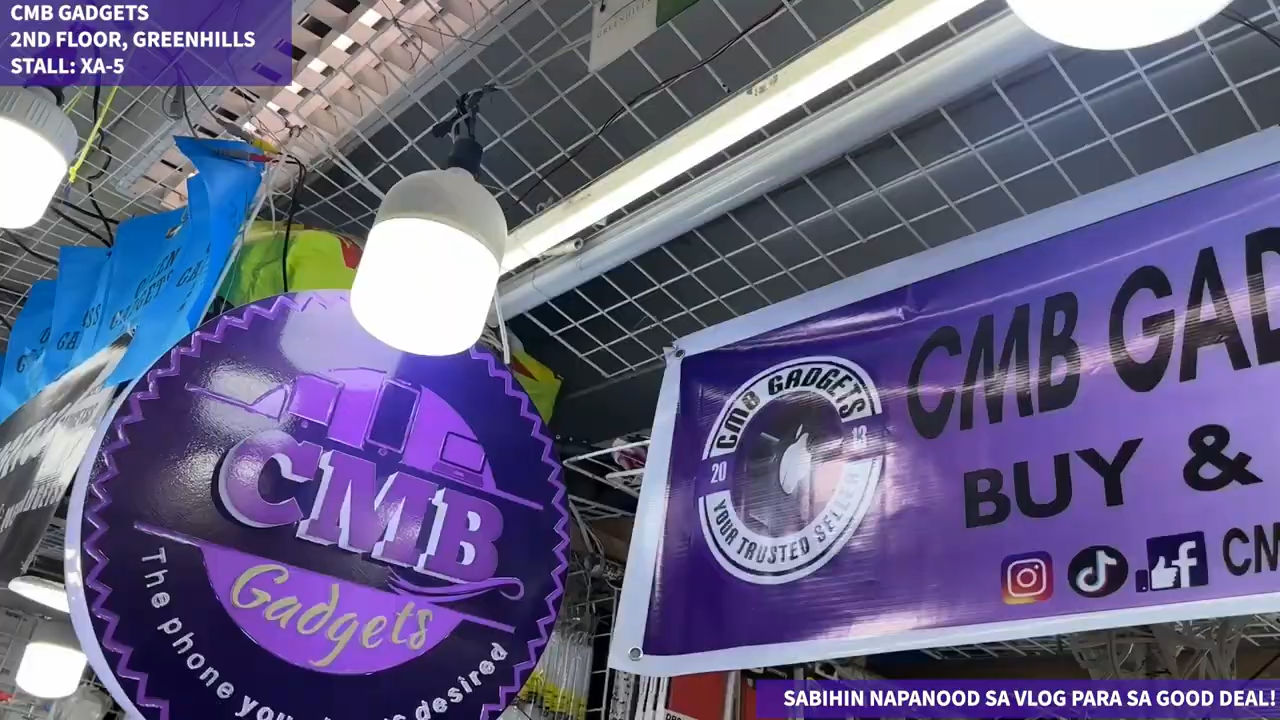 CMB GADGETS
2ND FLOOR, GREENHILLS
STALL: XA-5
GREENHILLS
CMB
Gadgets
The phone you desired
CMB GADGETS
20 13
YOUR TRUSTED SELLER
CMB GAD
BUY &
CM
SABIHIN NAPANOOD SA VLOG PARA SA GOOD DEAL!